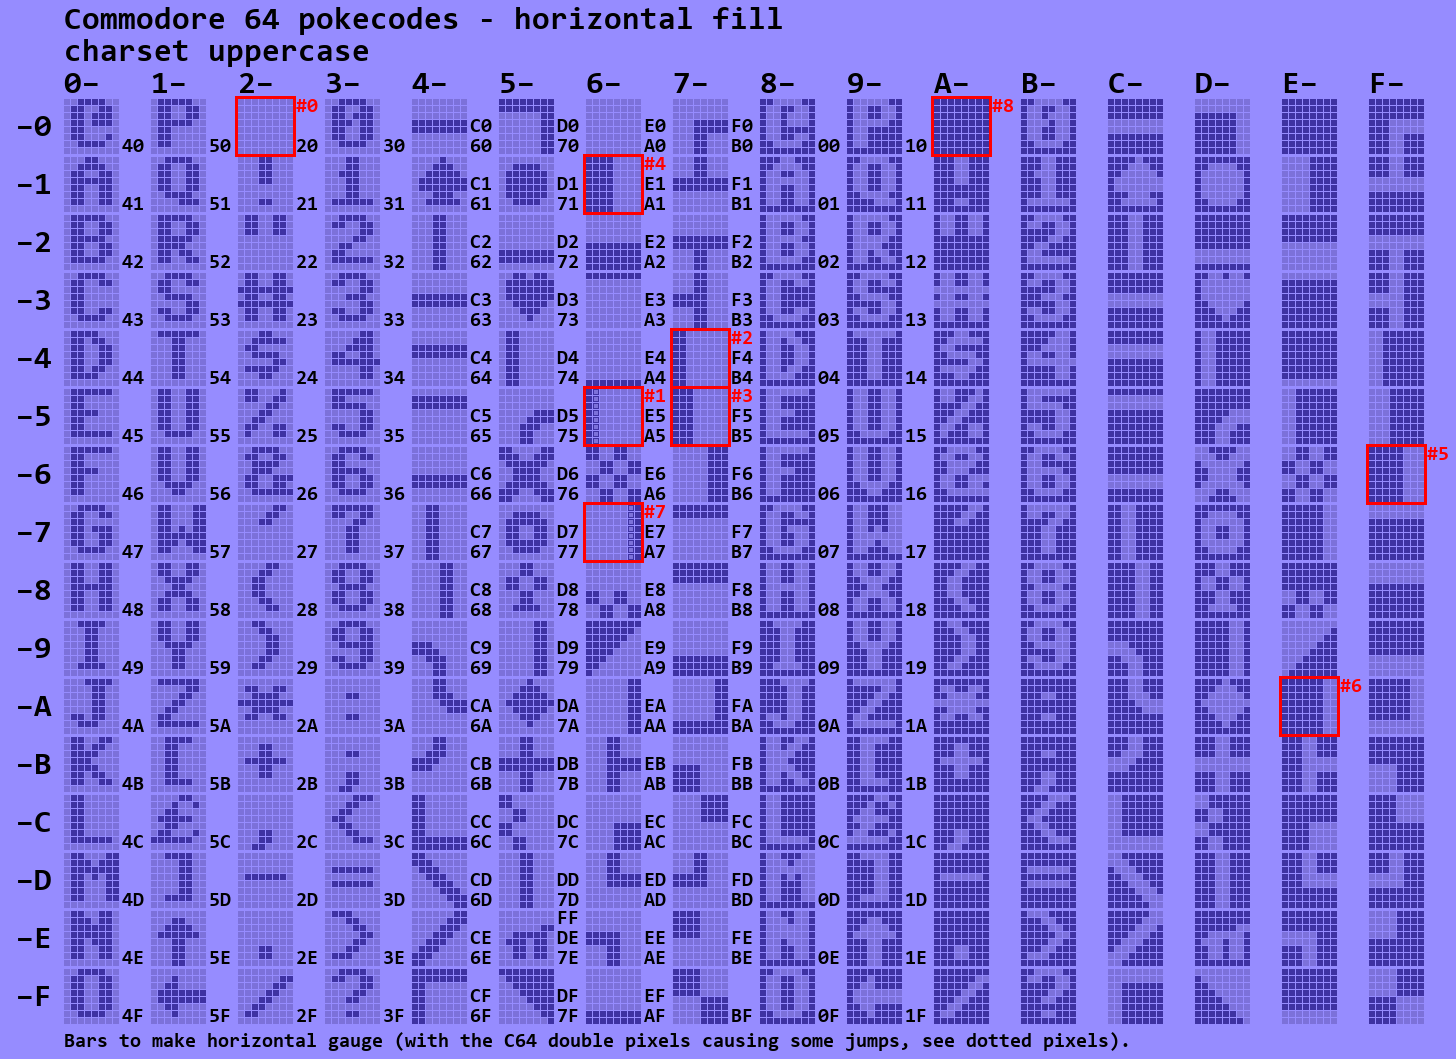 Commodore 64 pokecodes - horizontal fill
charset uppercase
0- 1- 2- 3- 4- 5- 6- 7- 8- 9- A- B- C- D- E- F-
#0 #8
-0 C0 D0 E0 F0
40 50 20 30 60 70 A0 B0 00 10
#4
-1 C1 D1 E1 F1
41 51 21 31 61 71 A1 B1 01 11
-2 C2 D2 E2 F2
42 52 22 32 62 72 A2 B2 02 12
-3 C3 D3 E3 F3
43 53 23 33 63 73 A3 B3 03 13
#2
-4 C4 D4 E4 F4
44 54 24 34 64 74 A4 B4 04 14
#1 #3
-5 C5 D5 E5 F5
45 55 25 35 65 75 A5 B5 05 15
#5
-6 C6 D6 E6 F6
46 56 26 36 66 76 A6 B6 06 16
#7
-7 C7 D7 E7 F7
47 57 27 37 67 77 A7 B7 07 17
-8 C8 D8 E8 F8
48 58 28 38 68 78 A8 B8 08 18
-9 C9 D9 E9 F9
49 59 29 39 69 79 A9 B9 09 19
#6
-A CA DA EA FA
4A 5A 2A 3A 6A 7A AA BA 0A 1A
-B CB DB EB FB
4B 5B 2B 3B 6B 7B AB BB 0B 1B
-C CC DC EC FC
4C 5C 2C 3C 6C 7C AC BC 0C 1C
-D CD DD ED FD
4D 5D 2D 3D 6D 7D AD BD 0D 1D
FF
-E CE DE EE FE
4E 5E 2E 3E 6E 7E AE BE 0E 1E
-F CF DF EF
4F 5F 2F 3F 6F 7F AF BF 0F 1F
Bars to make horizontal gauge (with the C64 double pixels causing some jumps, see dotted pixels).